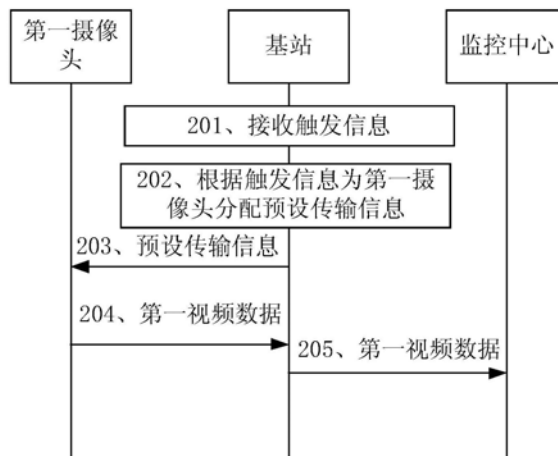 第一摄像
头
基站
监控中心
201、接收触发信息
202、根据触发信息为第一摄
像头分配预设传输信息
203、预设传输信息
204、第一视频数据
205、第一视频数据